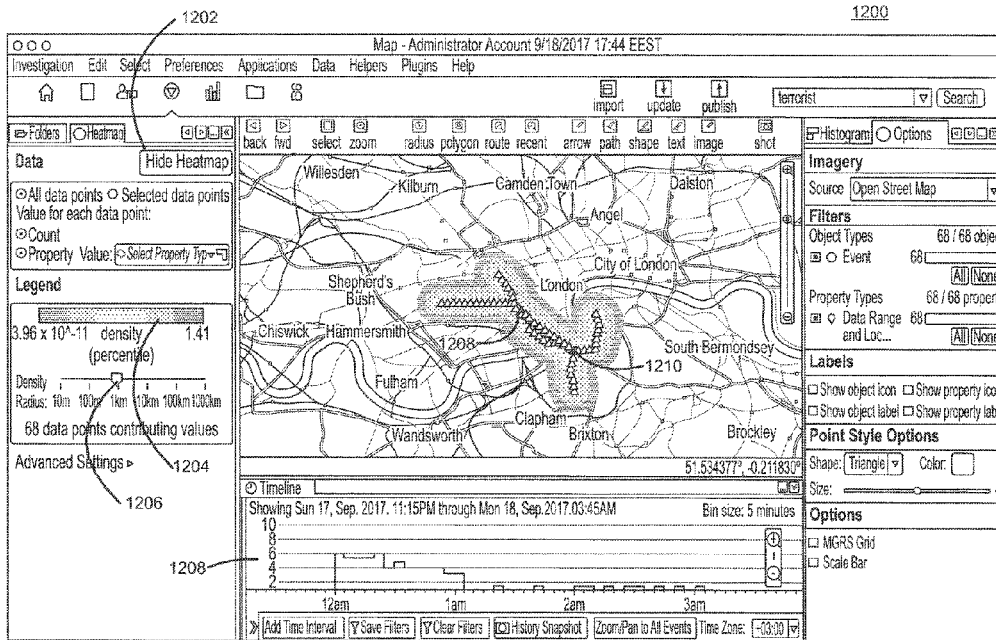 1202
1200
Map - Administrator Account 9/18/2017 17:44 EEST
Investigation Edit Select Preferences Applications Data Helpers Plugins Help
import update publish
terrorist
Search
Folders Heatmap
Data
Hide Heatmap
All data points Selected data points
Value for each data point:
Count
Property Value: Select Property Typ
Legend
3.96 x 10^-11 density 1.41
(percentile)
Density
Radius: 10m 100m 1km 10km 100km 1000km
68 data points contributing values
Advanced Settings
1204
1206
back fwd select zoom radius polygon route recent arrow path shape text image shot
Willesden
Kilburn
Camden Town
Dalston
Angel
City of London
London
Shepherd's
Bush
Chiswick
Hammersmith
1208
1210
South Bermondsey
Fulham
Clapham
Wandsworth
Brixton
Brockley
51.534377°, -0.211830°
Timeline
Showing Sun 17, Sep. 2017. 11:15PM through Mon 18, Sep.2017.03:45AM
Bin size: 5 minutes
1208
10
8
6
4
2
12am 1am 2am 3am
Add Time Interval Save Filters Clear Filters History Snapshot Zoom/Pan to All Events Time Zone: -03:00
Histogram Options
Imagery
Source Open Street Map
Filters
Object Types 68 / 68 objec
Event 68
All None
Property Types 68 / 68 propert
Data Range 68
and Loc...
All None
Labels
Show object icon Show property ico
Show object label Show property lab
Point Style Options
Shape: Triangle Color:
Size:
Options
MGRS Grid
Scale Bar